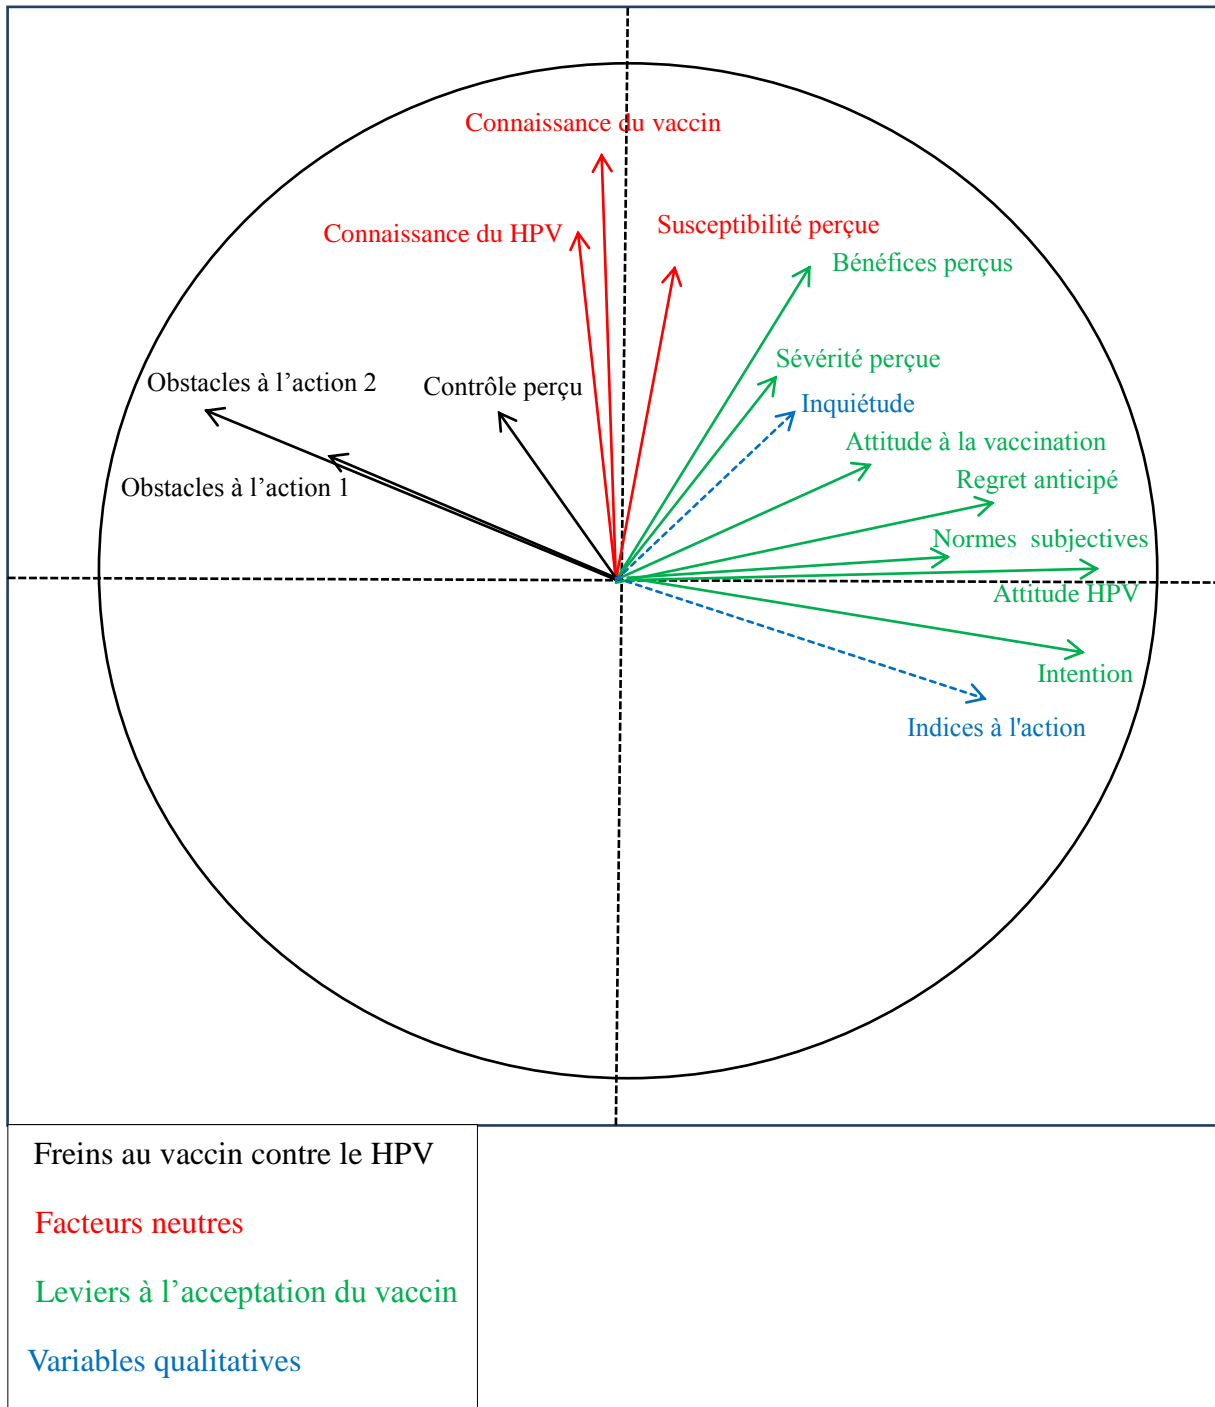 Connaissance du vaccin
Susceptibilité perçue
Connaissance du HPV
Bénéfices perçus
Sévérité perçue
Obstacles à l’action 2
Contrôle perçu
Inquiétude
Attitude à la vaccination
Regret anticipé
Obstacles à l’action 1
Normes subjectives
Attitude HPV
Intention
Indices à l'action
Freins au vaccin contre le HPV
Facteurs neutres
Leviers à l’acceptation du vaccin
Variables qualitatives